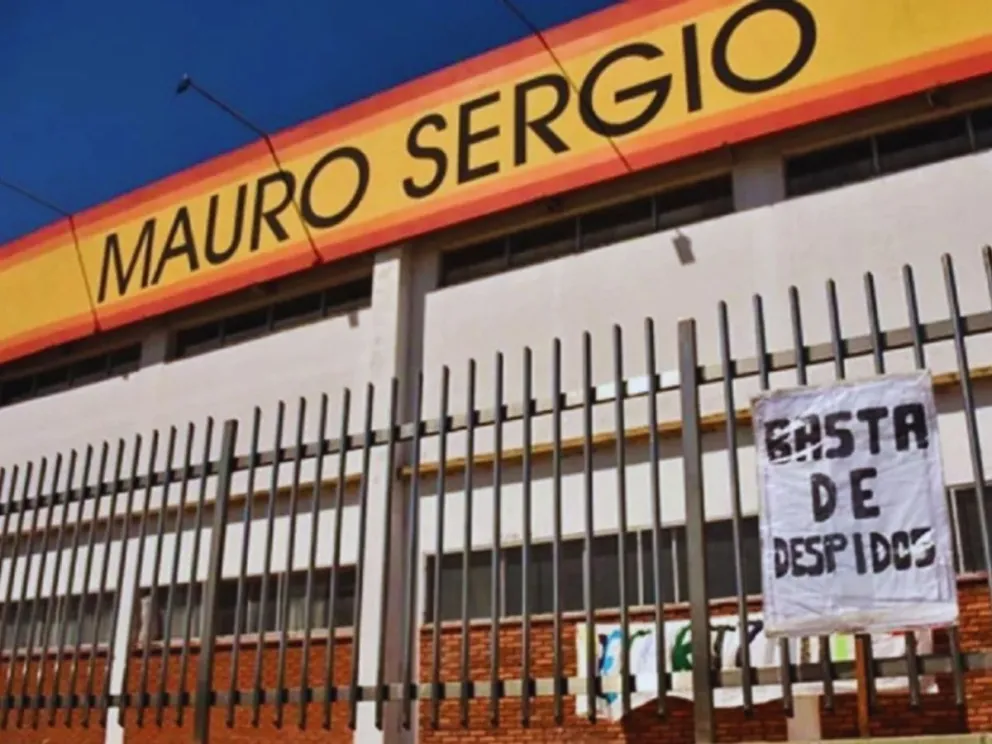 MAURO SERGIO
BASTA
DE
DESPIDOS